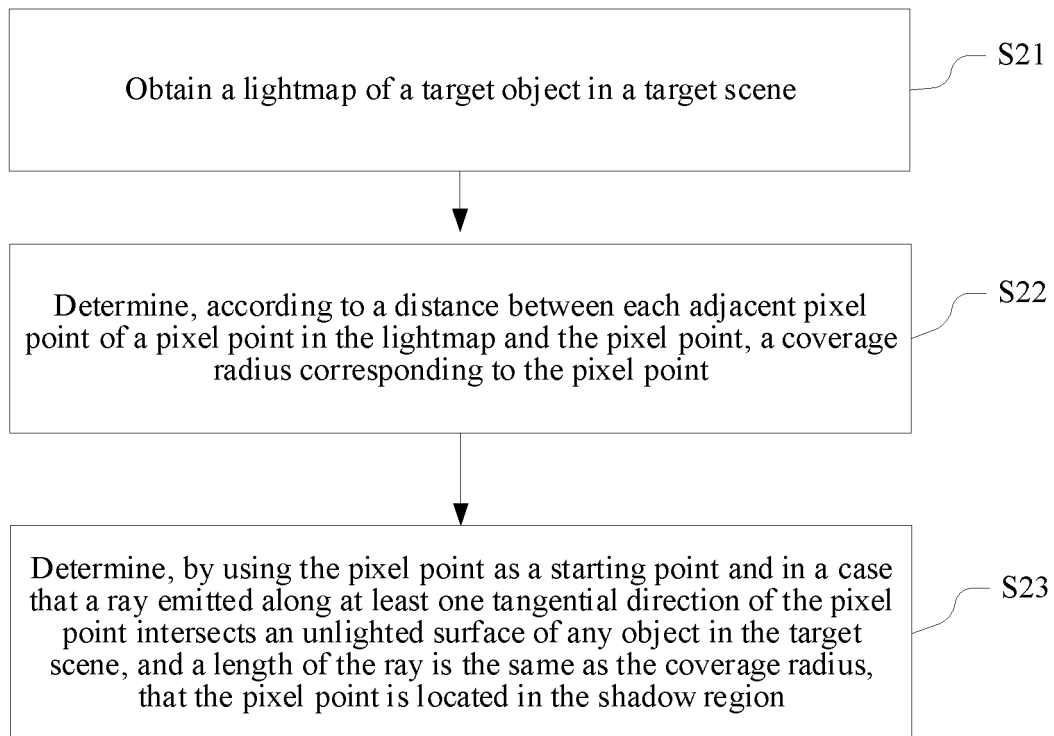 Obtain a lightmap of a target object in a target scene
S21
Determine, according to a distance between each adjacent pixel
point of a pixel point in the lightmap and the pixel point, a coverage
radius corresponding to the pixel point
S22
Determine, by using the pixel point as a starting point and in a case
that a ray emitted along at least one tangential direction of the pixel
point intersects an unlighted surface of any object in the target
scene, and a length of the ray is the same as the coverage radius,
that the pixel point is located in the shadow region
S23